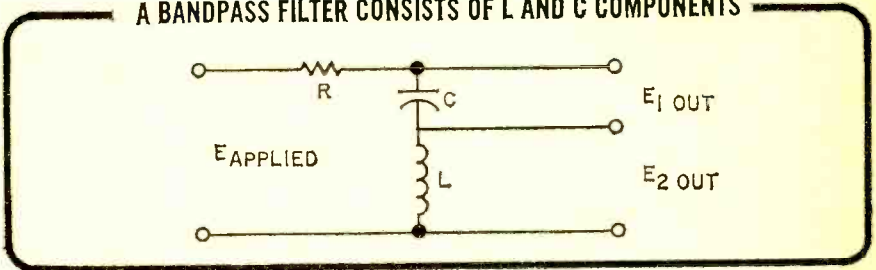 A BANDPASS FILTER CONSISTS OF L AND C COMPONENTS
R
C
E1 OUT
EAPPLIED
L
E2 OUT